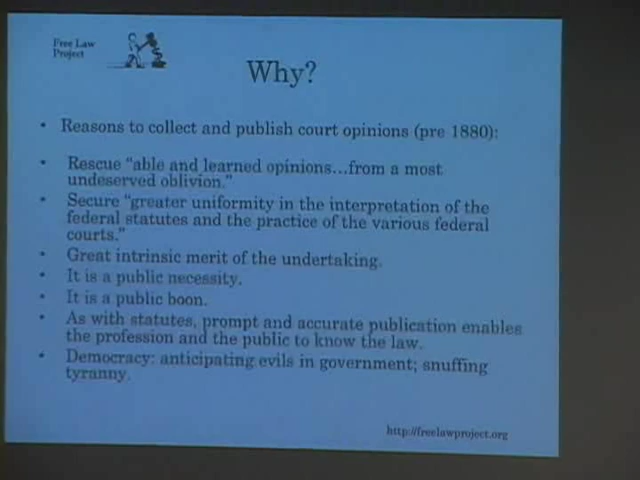 Free Law
Project
Why?
• Reasons to collect and publish court opinions (pre 1880):
• Rescue “able and learned opinions...from a most
undeserved oblivion.”
• Secure “greater uniformity in the interpretation of the
federal statutes and the practice of the various federal
courts.”
• Great intrinsic merit of the undertaking.
• It is a public necessity.
• It is a public boon.
• As with statutes, prompt and accurate publication enables
the profession and the public to know the law.
• Democracy: anticipating evils in government; snuffing
tyranny.
http://freelawproject.org